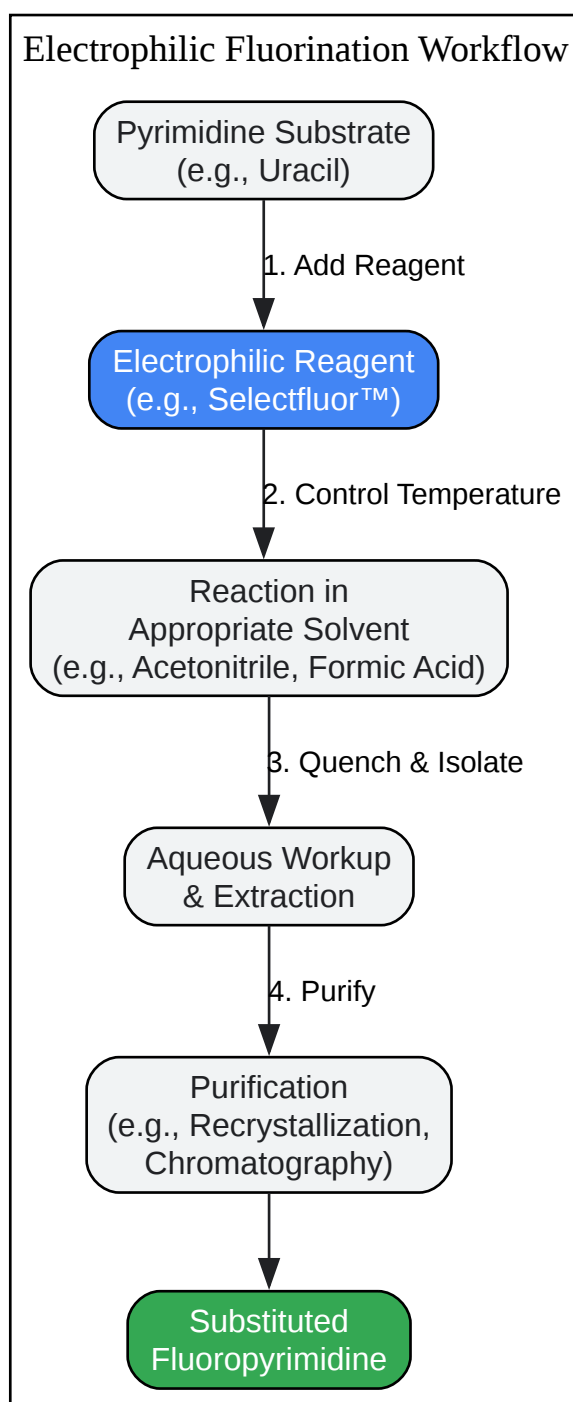 Electrophilic Fluorination Workflow
Pyrimidine Substrate
(e.g., Uracil)
1. Add Reagent
Electrophilic Reagent
(e.g., Selectfluor™)
2. Control Temperature
Reaction in
Appropriate Solvent
(e.g., Acetonitrile, Formic Acid)
3. Quench & Isolate
Aqueous Workup
& Extraction
4. Purify
Purification
(e.g., Recrystallization,
Chromatography)
Substituted
Fluoropyrimidine